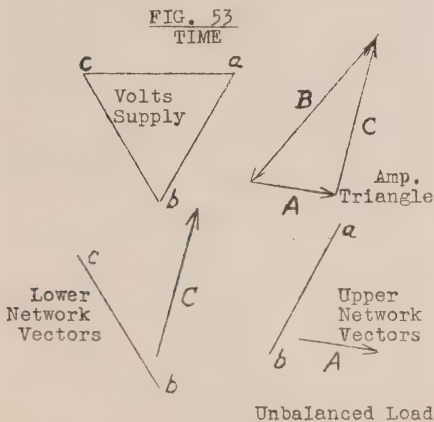 FIG. 53
TIME
c
a
Volts
Supply
b
B
C
A
Amp.
Triangle
c
Lower
Network
Vectors
C
b
a
Upper
Network
Vectors
b
A
Unbalanced Load